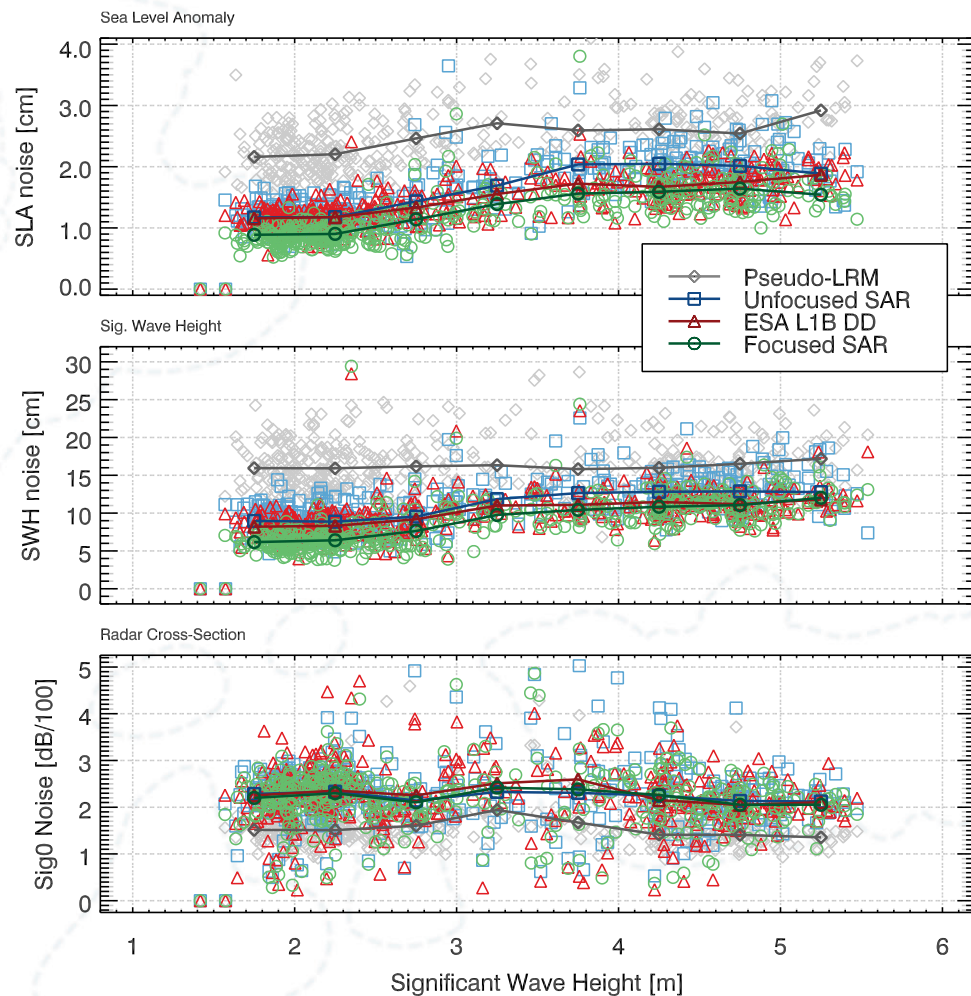 Sea Level Anomaly
4.0
3.0
2.0
1.0
0.0
SLA noise [cm]
Pseudo-LRM
Unfocused SAR
ESA L1B DD
Focused SAR
Sig. Wave Height
30
25
20
15
10
5
0
SWH noise [cm]
Radar Cross-Section
5
4
3
2
1
0
Sig0 Noise [dB/100]
1 2 3 4 5 6
Significant Wave Height [m]